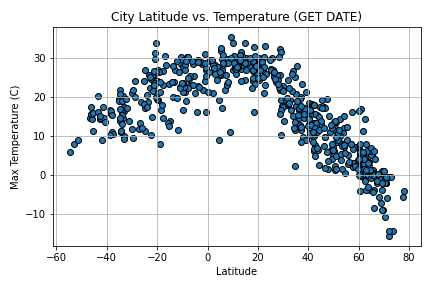 City Latitude vs. Temperature (GET DATE)
30
20
10
0
−10
Max Temperature (C)
−60 −40 −20 0 20 40 60 80
Latitude